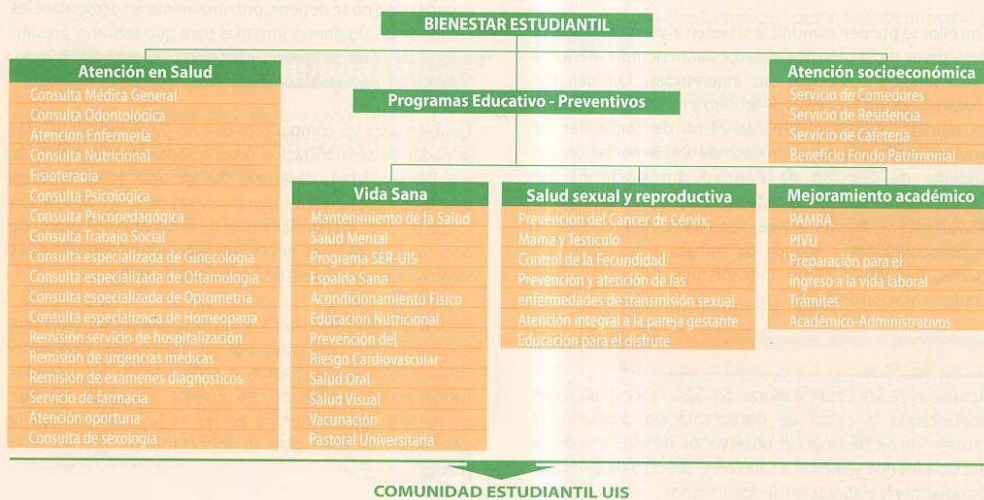 BIENESTAR ESTUDIANTIL
Atención en Salud
Consulta Médica General
Consulta Odontológica
Atención Enfermería
Consulta Nutricional
Fisioterapia
Consulta Psicológica
Consulta Psicopedagógica
Consulta Trabajo Social
Consulta especializada de Ginecología
Consulta especializada de Oftamología
Consulta especializada de Optometría
Consulta especializada de Homeopatía
Remisión servicio de hospitalización
Remisión de urgencias médicas
Remisión de exámenes diagnósticos
Servicio de farmacia
Atención oportuna
Consulta de sexología
Programas Educativo - Preventivos
Vida Sana
Mantenimiento de la Salud
Salud Mental
Programa SER-UIS
Espalda Sana
Acondicionamiento Físico
Educación Nutricional
Prevención del
Riesgo Cardiovascular
Salud Oral
Salud Visual
Vacunación
Pastoral Universitaria
Salud sexual y reproductiva
Prevención del Cáncer de Cérvix,
Mama y Testículo
Control de la Fecundidad
Prevención y atención de las
enfermedades de transmisión sexual
Atención integral a la pareja gestante
Educación para el disfrute
Atención socioeconómica
Servicio de Comedores
Servicio de Residencia
Servicio de Cafetería
Beneficio Fondo Patrimonial
Mejoramiento académico
PAMRA
PIVU
Preparación para el
ingreso a la vida laboral
Trámites
Académico-Administrativos
COMUNIDAD ESTUDIANTIL UIS